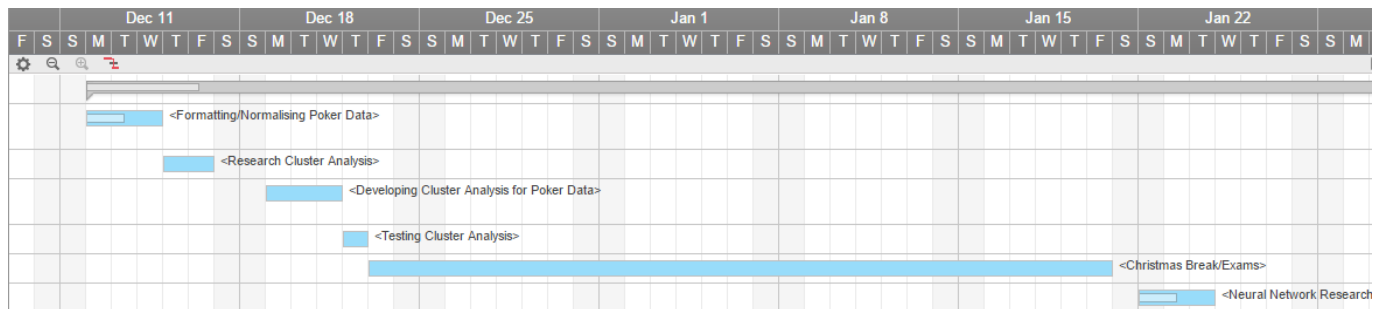 Dec 11 Dec 18 Dec 25 Jan 1 Jan 8 Jan 15 Jan 22
F S S M T W T F S S M T W T F S S M T W T F S S M T W T F S S M T W T F S S M T W T F S S M T W T F S S M
<Formatting/Normalising Poker Data>
<Research Cluster Analysis>
<Developing Cluster Analysis for Poker Data>
<Testing Cluster Analysis>
<Christmas Break/Exams>
<Neural Network Research